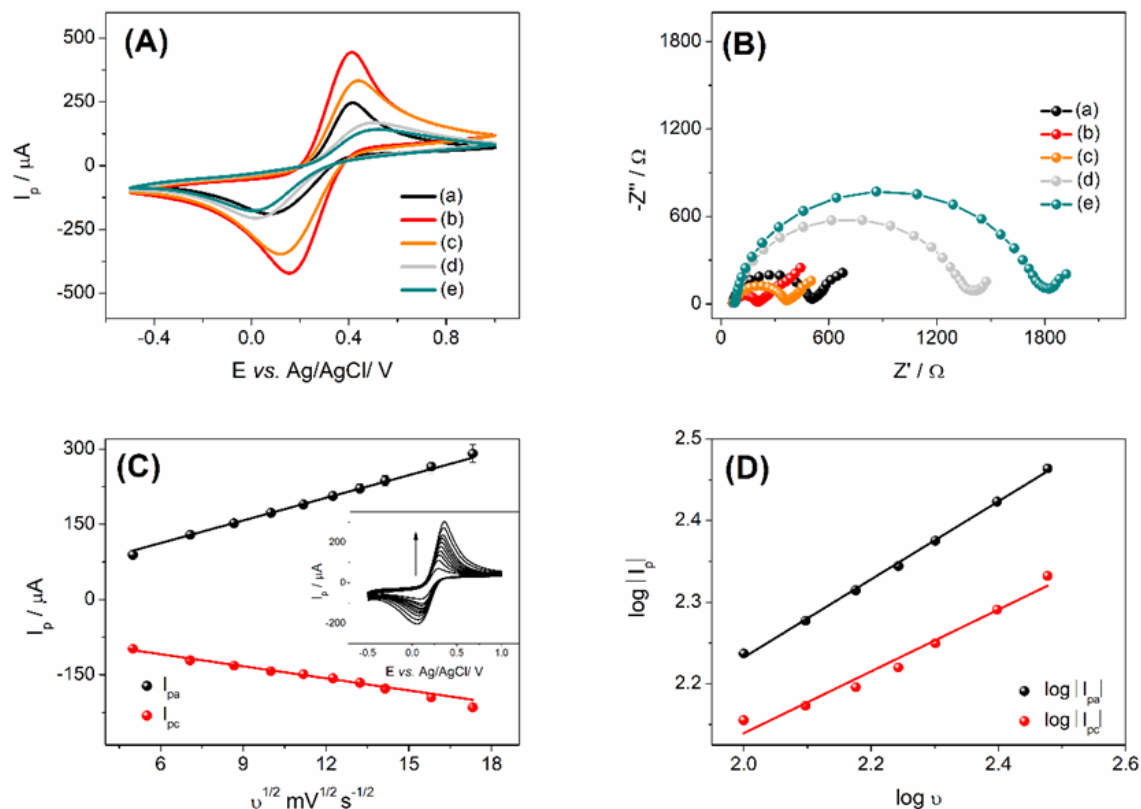 (A)
500
250
0
-250
-500
I_p / μA
-0.4 0.0 0.4 0.8
E vs. Ag/AgCl/ V
(a)
(b)
(c)
(d)
(e)
(B)
-1800
-1200
-600
0
-Z'' / Ω
600 1200 1800
Z' / Ω
(a)
(b)
(c)
(d)
(e)
(C)
300
150
0
-150
I_p / μA
6 9 12 15 18
υ^1/2 mV^1/2 s^-1/2
I_pa
I_pc
200
0
-200
I_p / μA
-0.5 0.0 0.5 1.0
E vs. Ag/AgCl/ V
(D)
2.5
2.4
2.3
2.2
log |I_p|
2.0 2.2 2.4 2.6
log υ
log |I_pa|
log |I_pc|